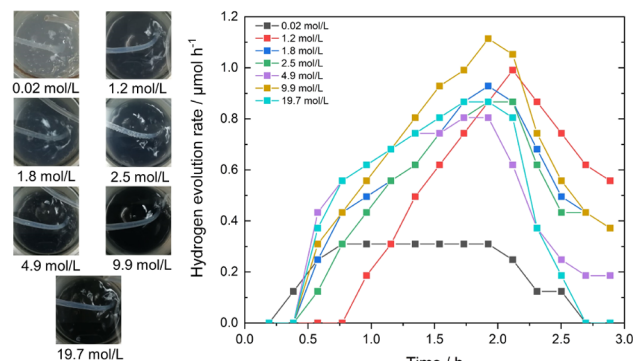 0.02 mol/L 1.2 mol/L
1.8 mol/L 2.5 mol/L
4.9 mol/L 9.9 mol/L
19.7 mol/L
Hydrogen evolution rate / μmol h⁻¹
1.2
1.0
0.8
0.6
0.4
0.2
0.0
0.02 mol/L
1.2 mol/L
1.8 mol/L
2.5 mol/L
4.9 mol/L
9.9 mol/L
19.7 mol/L
0.0 0.5 1.0 1.5 2.0 2.5 3.0
Time / h